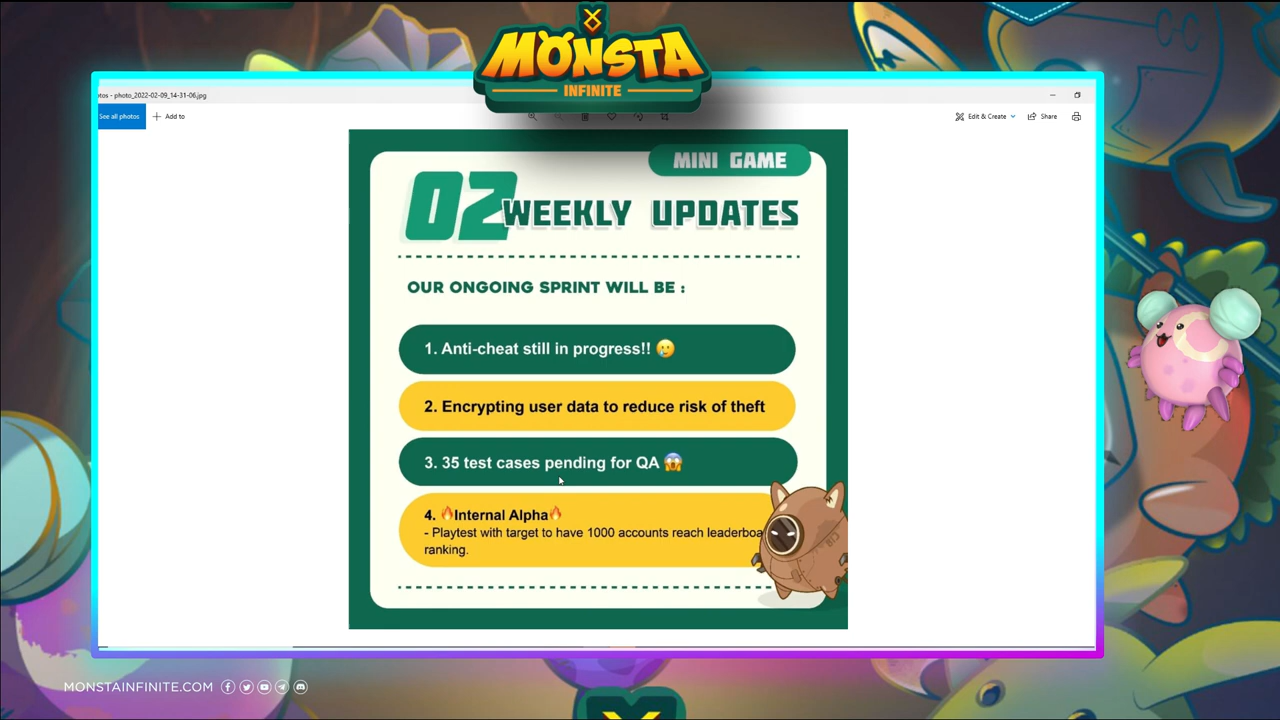 MONSTA
INFINITE
tos - photo_2022-02-09_14-31-06.jpg
See all photos
Add to
Edit & Create
Share
MINI GAME
02 WEEKLY UPDATES
OUR ONGOING SPRINT WILL BE :
1. Anti-cheat still in progress!! 🥲
2. Encrypting user data to reduce risk of theft
3. 35 test cases pending for QA 😱
4. 🔥Internal Alpha🔥
- Playtest with target to have 1000 accounts reach leaderboa
ranking.
MONSTAINFINITE.COM